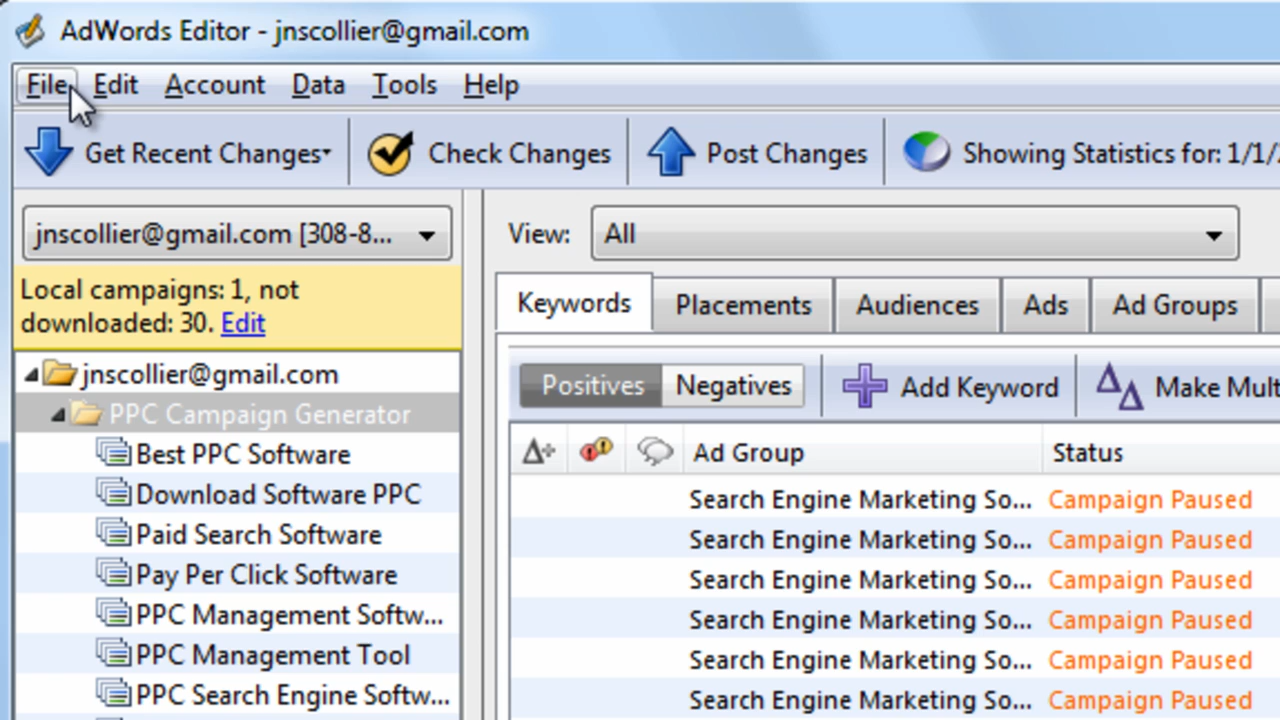 AdWords Editor - jnscollier@gmail.com
File Edit Account Data Tools Help
Get Recent Changes Check Changes Post Changes Showing Statistics for: 1/1/
jnscollier@gmail.com [308-8... View: All
Local campaigns: 1, not
downloaded: 30. Edit
Keywords Placements Audiences Ads Ad Groups
jnscollier@gmail.com
Positives Negatives Add Keyword Make Mult
PPC Campaign Generator
Best PPC Software
Download Software PPC
Paid Search Software
Pay Per Click Software
PPC Management Softw...
PPC Management Tool
PPC Search Engine Softw...
Ad Group Status
Search Engine Marketing So... Campaign Paused
Search Engine Marketing So... Campaign Paused
Search Engine Marketing So... Campaign Paused
Search Engine Marketing So... Campaign Paused
Search Engine Marketing So... Campaign Paused
Search Engine Marketing So... Campaign Paused